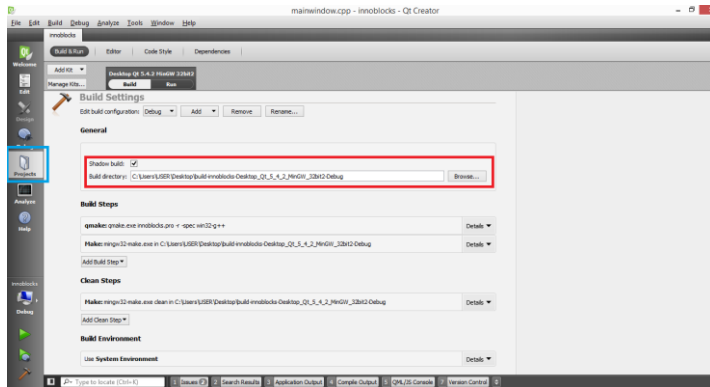 mainwindow.cpp - innoblocks - Qt Creator
File Edit Build Debug Analyze Tools Window Help
innoblocks
Build & Run Editor Code Style Dependencies
Add Kit
Manage Kits...
Desktop Qt 5.4.2 MinGW 32bit2
Build Run
Welcome
Edit
Design
Projects
Analyze
Help
innoblocks
Debug
Build Settings
Edit build configuration: Debug Add Remove Rename...
General
Shadow build:
Build directory: C:\Users\USER\Desktop\build-innoblocks-Desktop_Qt_5_4_2_MinGW_32bit2-Debug Browse...
Build Steps
qmake: qmake.exe innoblocks.pro -r -spec win32-g++ Details
Make: mingw32-make.exe in C:\Users\USER\Desktop\build-innoblocks-Desktop_Qt_5_4_2_MinGW_32bit2-Debug Details
Add Build Step
Clean Steps
Make: mingw32-make.exe clean in C:\Users\USER\Desktop\build-innoblocks-Desktop_Qt_5_4_2_MinGW_32bit2-Debug Details
Add Clean Step
Build Environment
Use System Environment Details
Type to locate (Ctrl+K) 1 Issues 2 2 Search Results 3 Application Output 4 Compile Output 5 QML/JS Console 7 Version Control